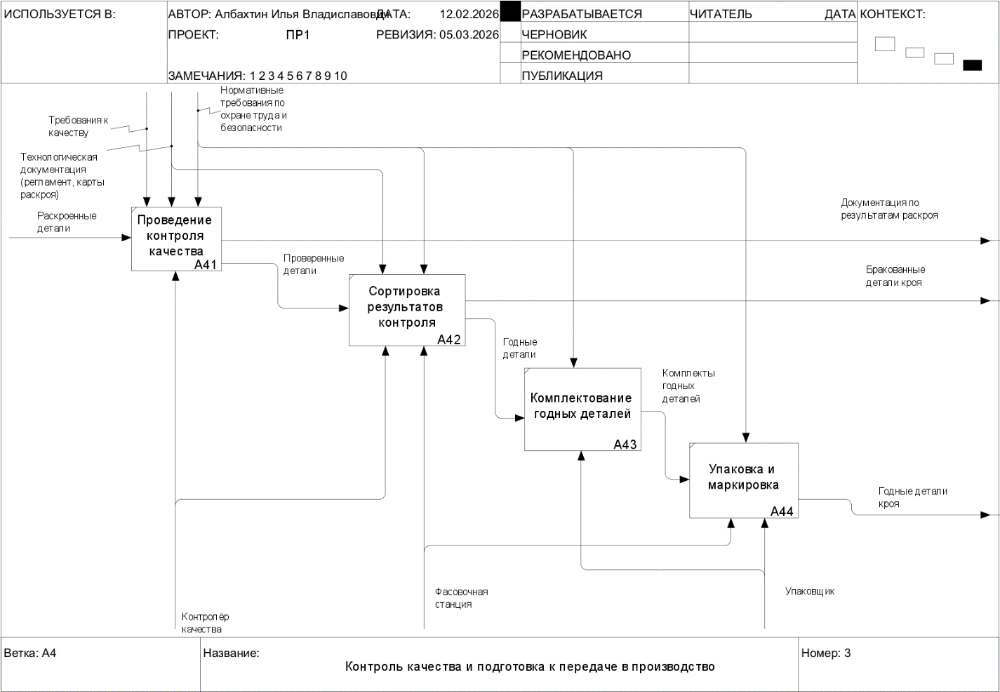 ИСПОЛЬЗУЕТСЯ В:
АВТОР: Албахтин Илья Владиславович
ДАТА: 12.02.2026
ПРОЕКТ: ПР1
РЕВИЗИЯ: 05.03.2026
ЗАМЕЧАНИЯ: 1 2 3 4 5 6 7 8 9 10
РАЗРАБАТЫВАЕТСЯ
ЧЕРНОВИК
РЕКОМЕНДОВАНО
ПУБЛИКАЦИЯ
ЧИТАТЕЛЬ
ДАТА
КОНТЕКСТ:
Нормативные
требования по
охране труда и
безопасности
Требования к
качеству
Технологическая
документация
(регламент, карты
раскроя)
Раскроенные
детали
Проведение
контроля
качества
A41
Документация по
результатам раскроя
Проверенные
детали
Бракованные
детали кроя
Сортировка
результатов
контроля
A42
Годные
детали
Комплектование
годных деталей
A43
Комплекты
годных
деталей
Упаковка и
маркировка
A44
Годные детали
кроя
Фасовочная
станция
Упаковщик
Контролёр
качества
Ветка: A4
Название:
Контроль качества и подготовка к передаче в производство
Номер: 3